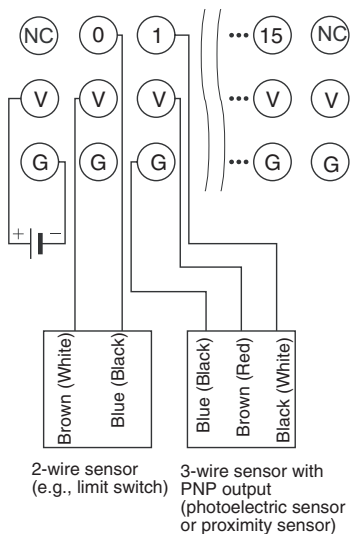 NC 0 1 ••• 15 NC
V V V ••• V V
G G G ••• G G
+ −
Brown (White)
Blue (Black)
Blue (Black)
Brown (Red)
Black (White)
2-wire sensor
(e.g., limit switch)
3-wire sensor with
PNP output
(photoelectric sensor
or proximity sensor)